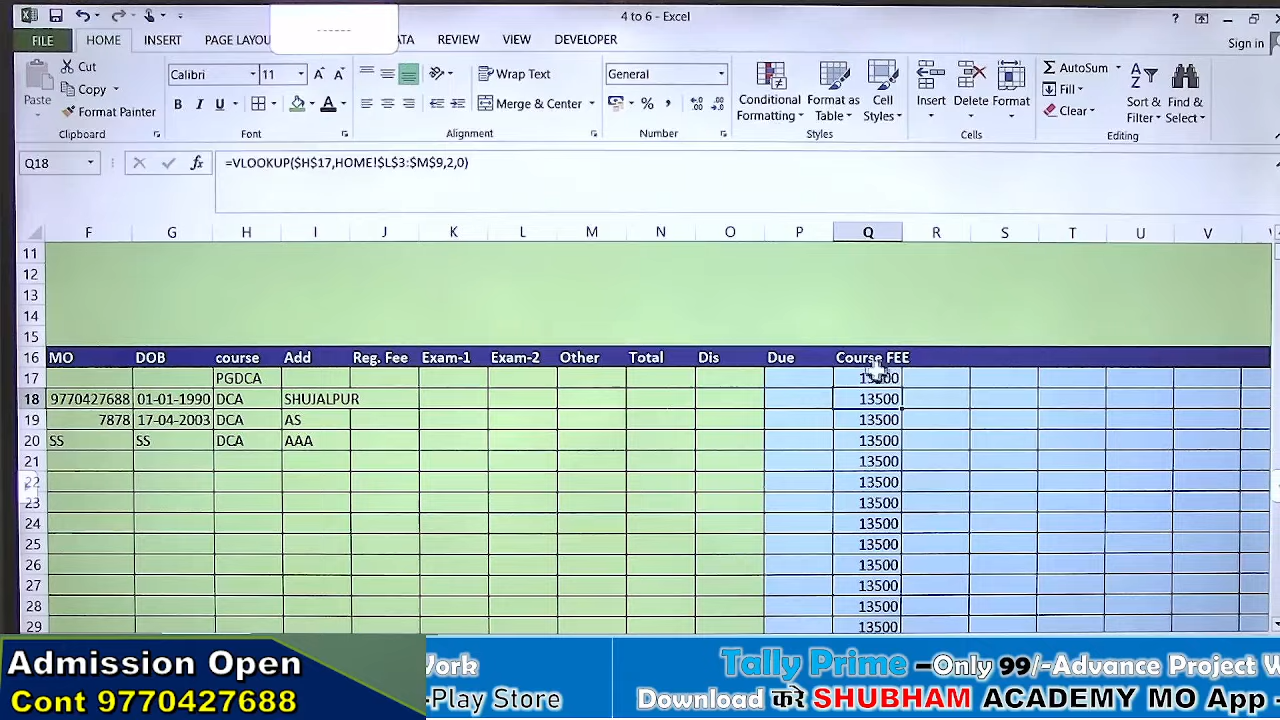 4 to 6 - Excel
FILE HOME INSERT PAGE LAYOU ------ ATA REVIEW VIEW DEVELOPER Sign in
Paste Cut Copy Format Painter Clipboard
Calibri 11 A A B I U A Font
Wrap Text Merge & Center Alignment
General % , Number
Conditional Formatting Format as Table Cell Styles Styles
Insert Delete Format Cells
AutoSum Fill Clear Sort & Filter Find & Select Editing
Q18 fx =VLOOKUP($H$17,HOME!$L$3:$M$9,2,0)
F G H I J K L M N O P Q R S T U V
11
12
13
14
15
16 MO DOB course Add Reg. Fee Exam-1 Exam-2 Other Total Dis Due Course FEE
17 PGDCA
18 9770427688 01-01-1990 DCA SHUJALPUR 13500
19 7878 17-04-2003 DCA AS 13500
20 SS SS DCA AAA 13500
21 13500
22 13500
23 13500
24 13500
25 13500
26 13500
27 13500
28 13500
29 13500
Admission Open
Cont 9770427688
Work
-Play Store
Tally Prime –Only 99/-Advance Project W
Download करे SHUBHAM ACADEMY MO App -